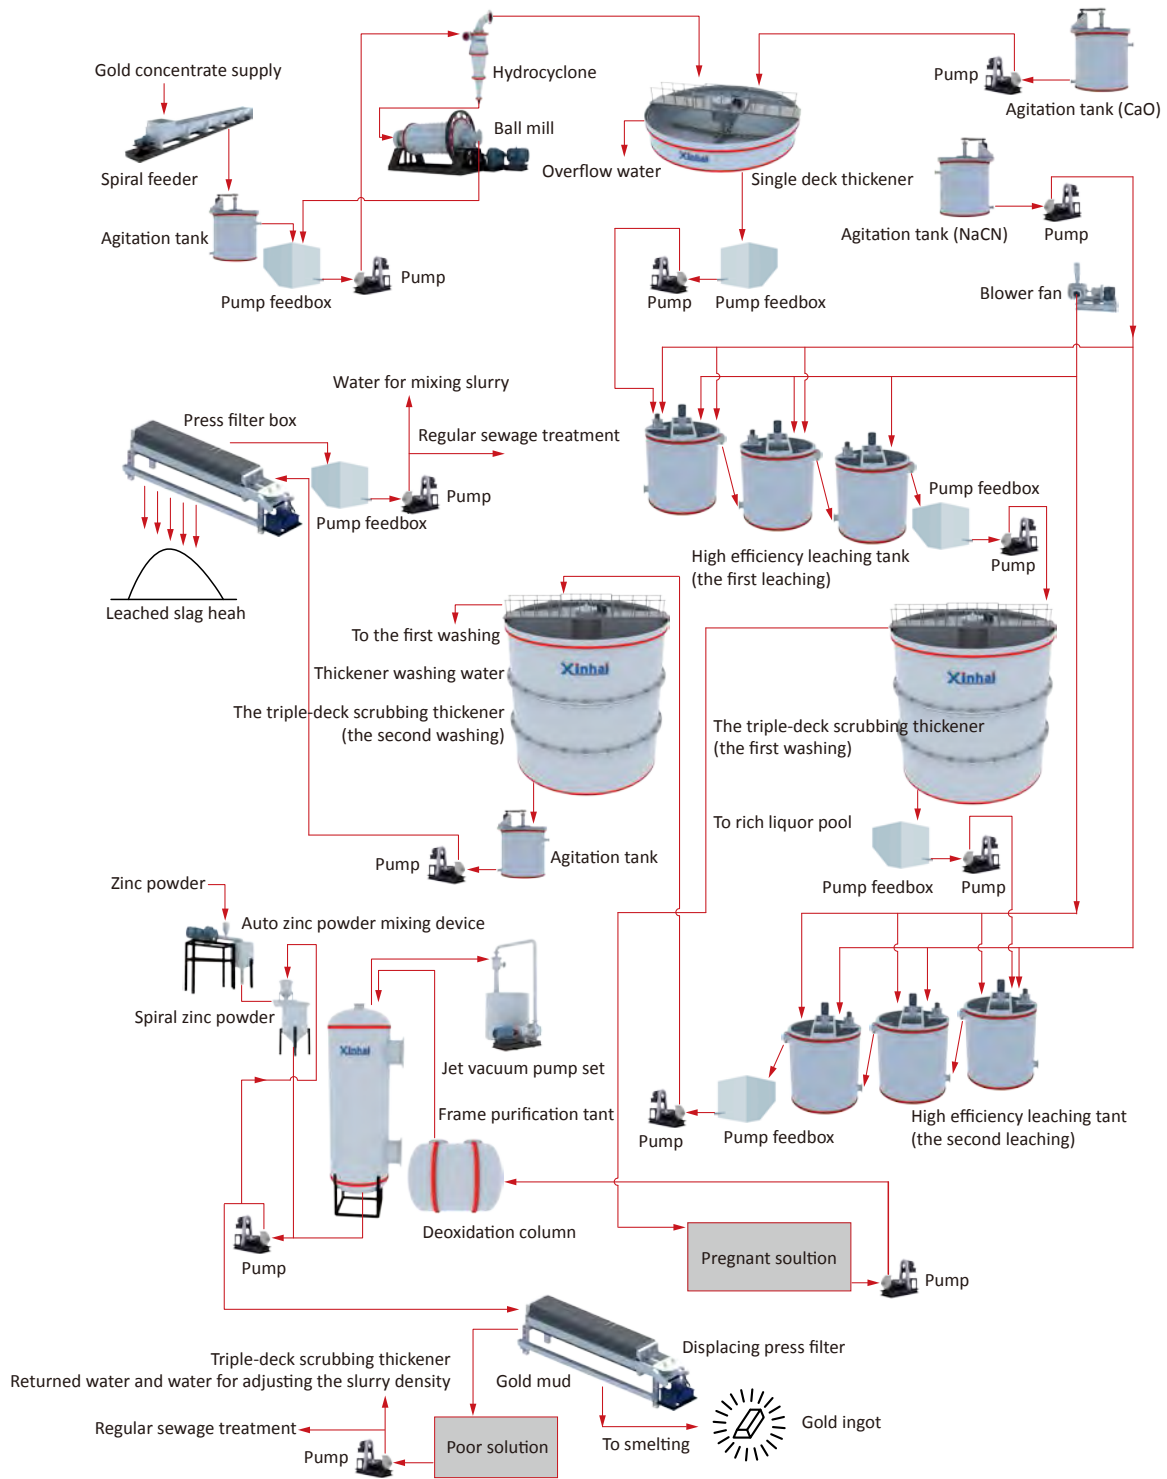 Gold concentrate supply
Hydrocyclone
Pump
Agitation tank (CaO)
Ball mill
Spiral feeder
Overflow water
Xinhai
Single deck thickener
Agitation tank
Agitation tank (NaCN)
Pump
Pump feedbox
Pump
Pump
Pump feedbox
Blower fan
Water for mixing slurry
Press filter box
Regular sewage treatment
Pump feedbox
Pump
Pump feedbox
High efficiency leaching tank
(the first leaching)
Pump
Leached slag heah
To the first washing
Thickener washing water
Xinhai
The triple-deck scrubbing thickener
(the second washing)
Xinhai
The triple-deck scrubbing thickener
(the first washing)
To rich liquor pool
Pump
Agitation tank
Pump feedbox
Pump
Zinc powder
Auto zinc powder mixing device
Spiral zinc powder
Xinhai
Jet vacuum pump set
Frame purification tant
Pump
Pump feedbox
High efficiency leaching tant
(the second leaching)
Deoxidation column
Pump
Pregnant soultion
Pump
Displacing press filter
Triple-deck scrubbing thickener
Returned water and water for adjusting the slurry density
Gold mud
Regular sewage treatment
Pump
Poor solution
To smelting
Gold ingot